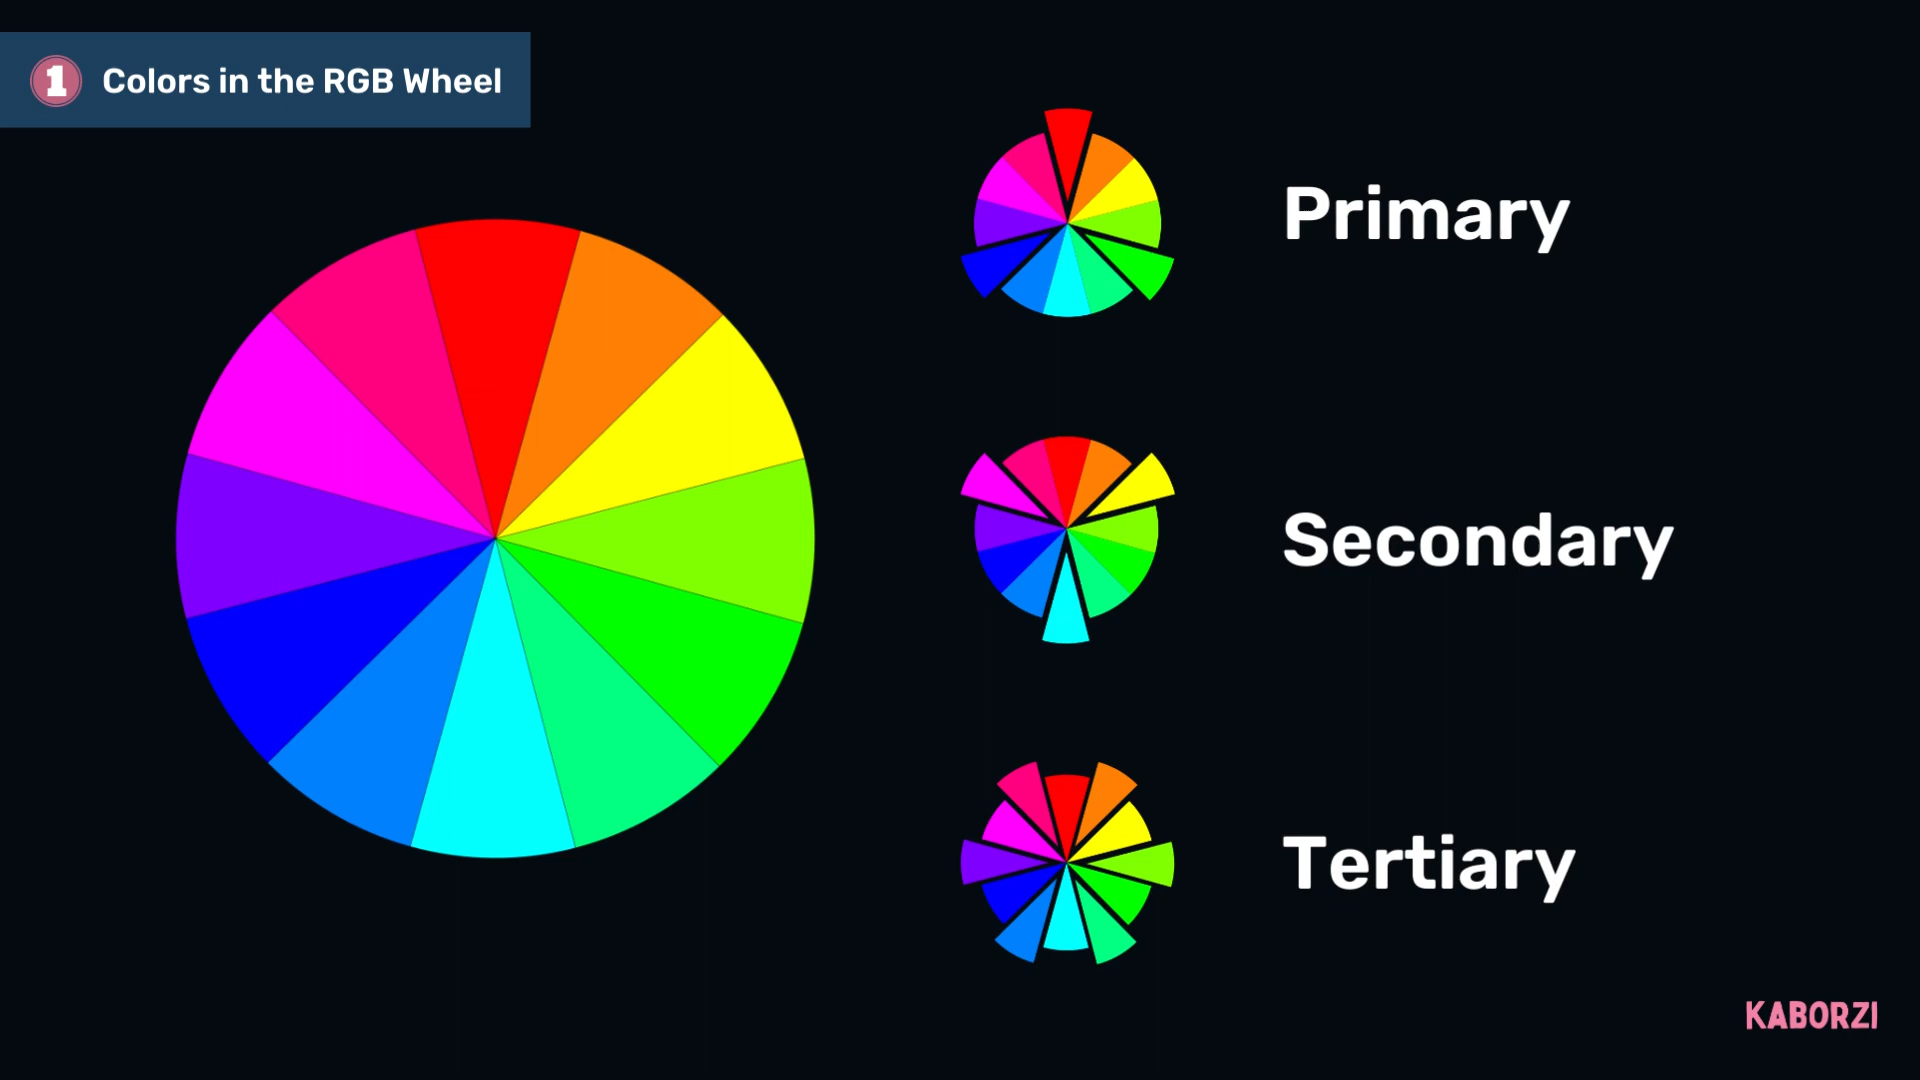 1 Colors in the RGB Wheel
Primary
Secondary
Tertiary
KABORZI